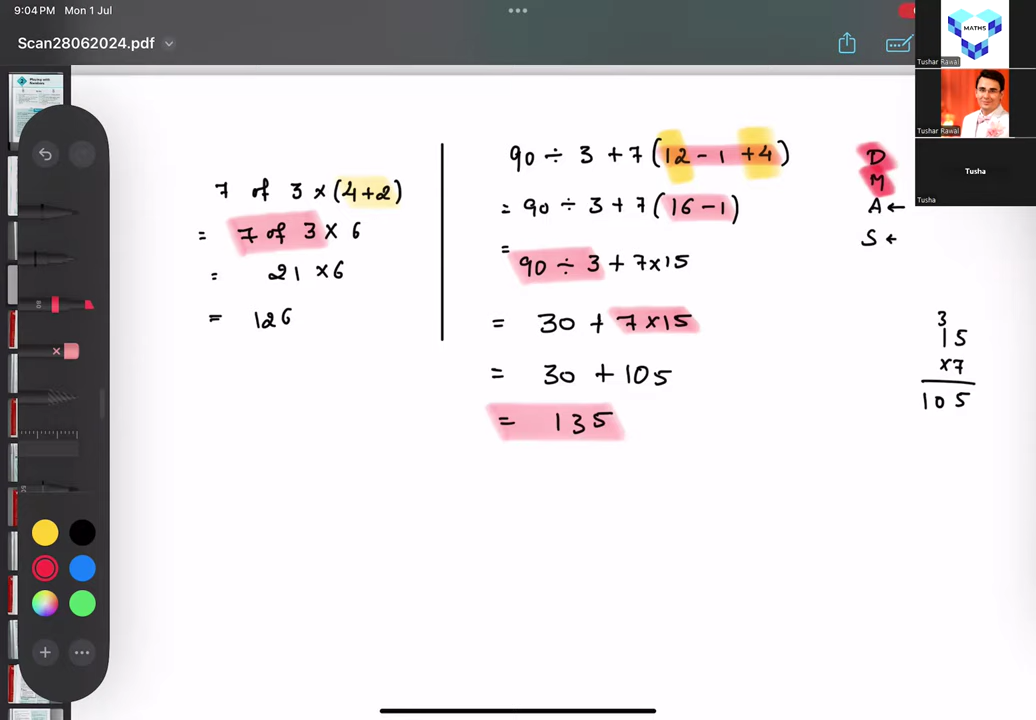 9:04 PM Mon 1 Jul
Scan28062024.pdf
MATHS
Tushar Rawal
Tushar Rawal
Tusha
Tusha
7 of 3 × (4+2)
= 7 of 3 × 6
= 21 × 6
= 126
90 ÷ 3 + 7 (12 - 1 + 4)
= 90 ÷ 3 + 7 (16 - 1)
= 90 ÷ 3 + 7×15
= 30 + 7×15
= 30 + 105
= 135
D
M
A ←
S ←
3
15
×7
105